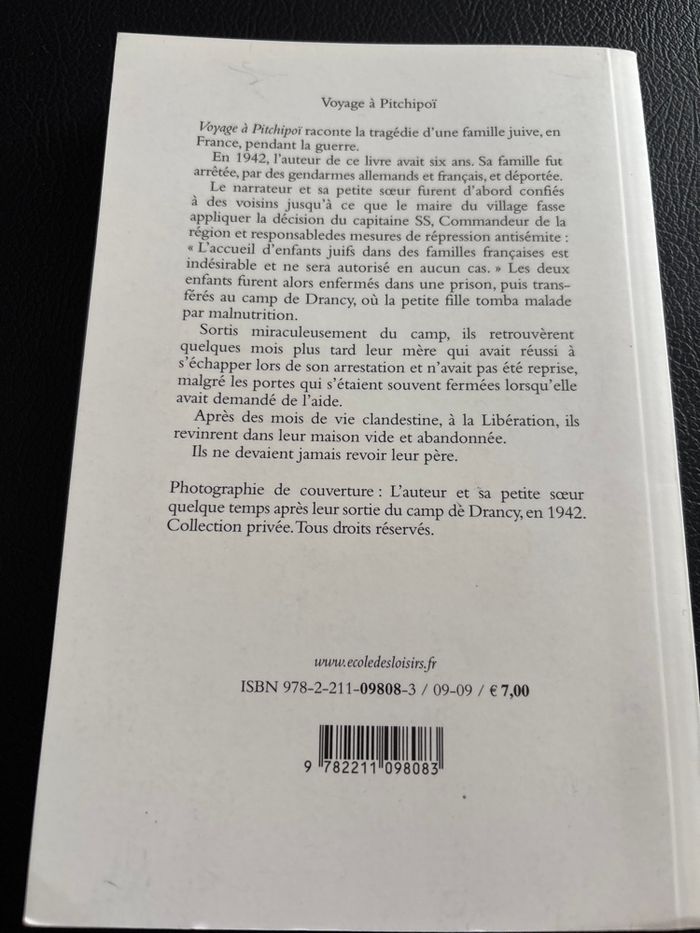 Voyage à Pitchipoï
Voyage à Pitchipoï raconte la tragédie d'une famille juive, en
France, pendant la guerre.
En 1942, l'auteur de ce livre avait six ans. Sa famille fut
arrêtée, par des gendarmes allemands et français, et déportée.
Le narrateur et sa petite sœur furent d'abord confiés
à des voisins jusqu'à ce que le maire du village fasse
appliquer la décision du capitaine SS, Commandeur de la
région et responsabledes mesures de répression antisémite :
« L'accueil d'enfants juifs dans des familles françaises est
indésirable et ne sera autorisé en aucun cas. » Les deux
enfants furent alors enfermés dans une prison, puis trans-
férés au camp de Drancy, où la petite fille tomba malade
par malnutrition.
Sortis miraculeusement du camp, ils retrouvèrent
quelques mois plus tard leur mère qui avait réussi à
s'échapper lors de son arrestation et n'avait pas été reprise,
malgré les portes qui s'étaient souvent fermées lorsqu'elle
avait demandé de l'aide.
Après des mois de vie clandestine, à la Libération, ils
revinrent dans leur maison vide et abandonnée.
Ils ne devaient jamais revoir leur père.
Photographie de couverture : L'auteur et sa petite sœur
quelque temps après leur sortie du camp de Drancy, en 1942.
Collection privée. Tous droits réservés.
www.ecoledesloisirs.fr
ISBN 978-2-211-09808-3 / 09-09 / € 7,00
9 782211 098083